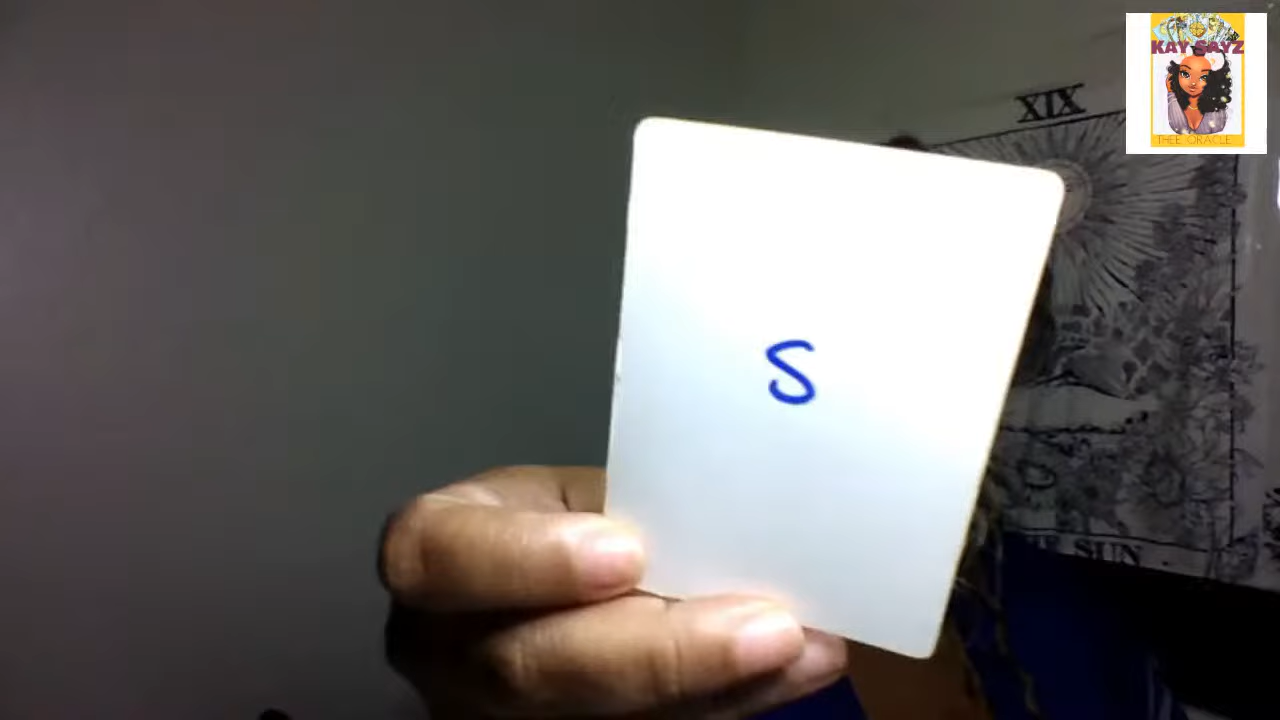 KAY SAYZ
THEE ORACLE
XIX
S
THE SUN